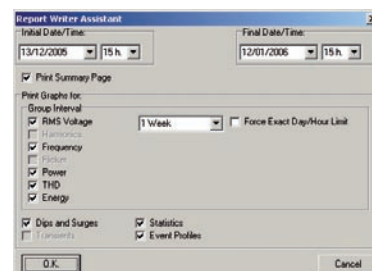 Report Writer Assistant
Initial Date/Time: Final Date/Time:
13/12/2005 15 h. 12/01/2006 15 h.
Print Summary Page
Print Graphs for:
Group Interval
RMS Voltage 1 Week Force Exact Day/Hour Limit
Harmonics
Frequency
Flicker
Power
THD
Energy
Dips and Surges Statistics
Transients Event Profiles
O.K. Cancel